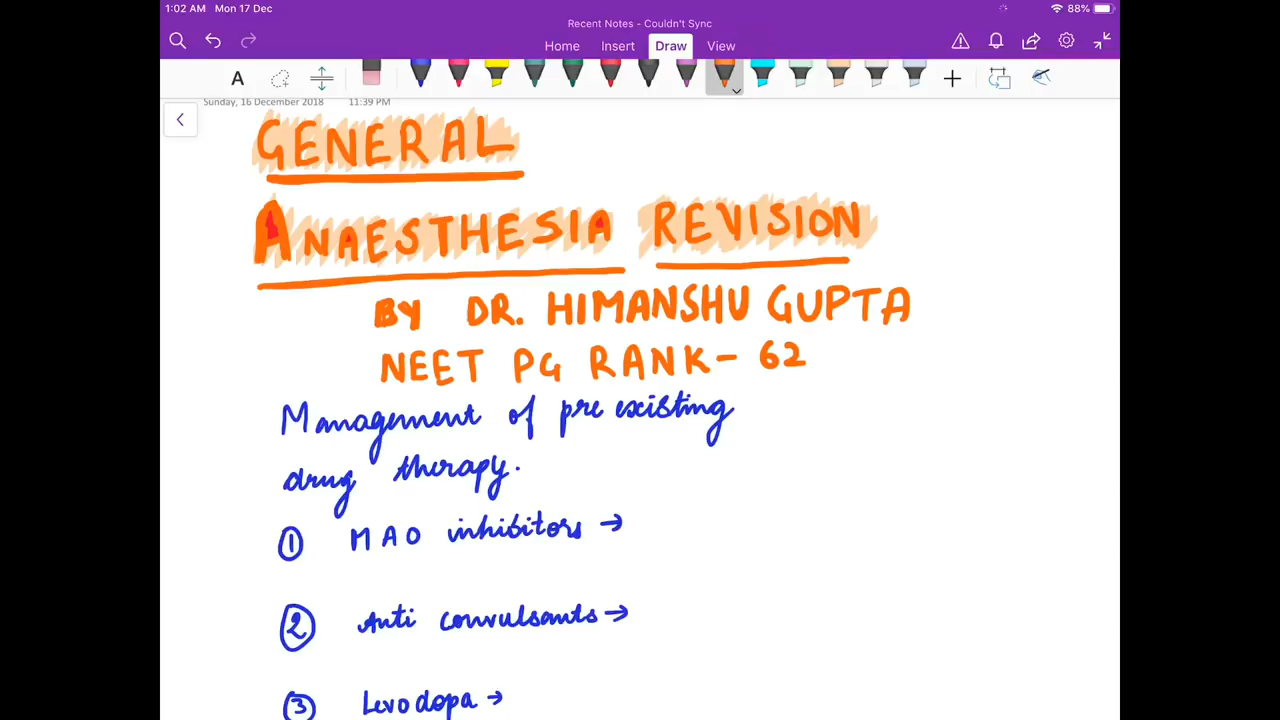 1:02 AM Mon 17 Dec
88%
Recent Notes - Couldn't Sync
Home Insert Draw View
A
Sunday, 16 December 2018 11:39 PM
GENERAL
ANAESTHESIA REVISION
BY DR. HIMANSHU GUPTA
NEET PG RANK- 62
Management of pre existing
drug therapy.
① MAO inhibitors →
② Anti convulsants →
③ Levodopa →